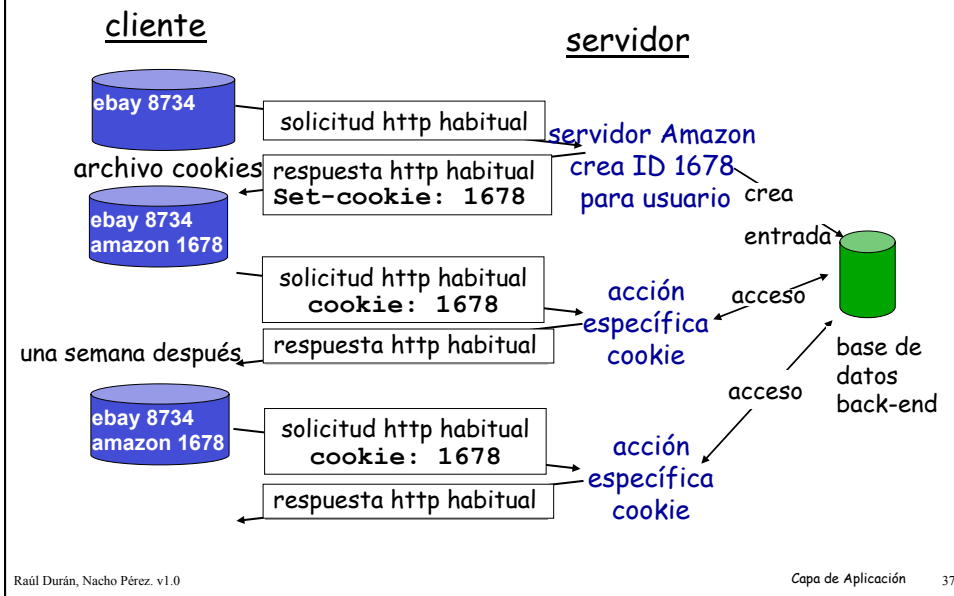 cliente
servidor
ebay 8734
solicitud http habitual
servidor Amazon
crea ID 1678
para usuario
archivo cookies
respuesta http habitual
Set-cookie: 1678
crea
entrada
ebay 8734
amazon 1678
solicitud http habitual
cookie: 1678
acción
específica
cookie
acceso
respuesta http habitual
una semana después
base de
datos
back-end
acceso
ebay 8734
amazon 1678
solicitud http habitual
cookie: 1678
acción
específica
cookie
respuesta http habitual
Raúl Durán, Nacho Pérez. v1.0
Capa de Aplicación 37